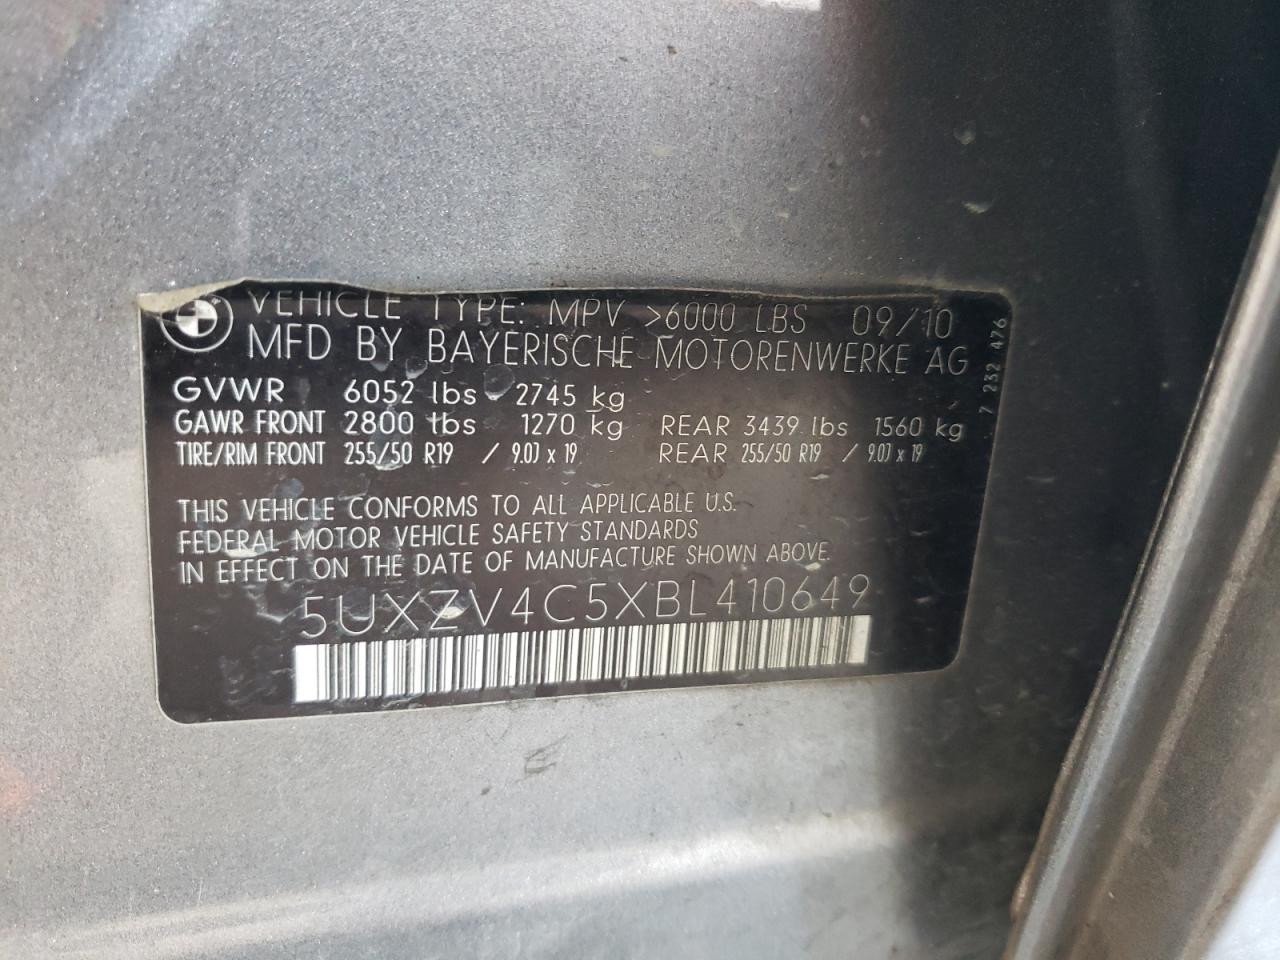 VEHICLE TYPE: MPV >6000 LBS 09/10
MFD BY BAYERISCHE MOTORENWERKE AG
GVWR 6052 lbs 2745 kg
GAWR FRONT 2800 lbs 1270 kg REAR 3439 lbs 1560 kg
TIRE/RIM FRONT 255/50 R19 / 9.0J x 19 REAR 255/50 R19 / 9.0J x 19
7 232 476
THIS VEHICLE CONFORMS TO ALL APPLICABLE U.S.
FEDERAL MOTOR VEHICLE SAFETY STANDARDS
IN EFFECT ON THE DATE OF MANUFACTURE SHOWN ABOVE.
5UXZV4C5XBL410649